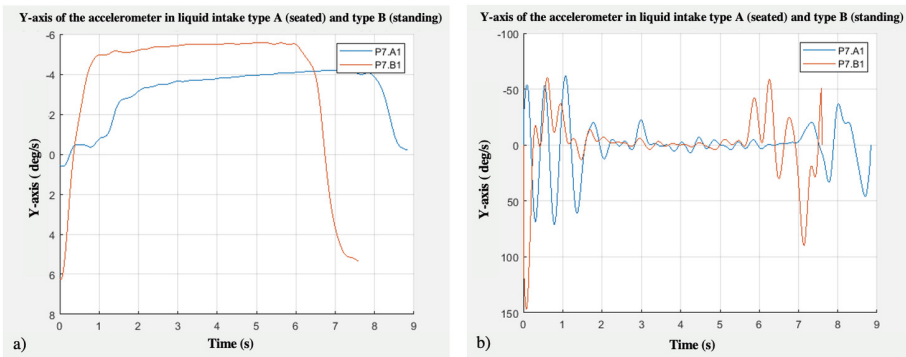 Y-axis of the accelerometer in liquid intake type A (seated) and type B (standing)
-6
-4
2
0
2
4
6
8
Y-axis ( deg/s)
0 1 2 3 4 5 6 7 8 9
Time (s)
P7.A1
P7.B1
a)
Y-axis of the accelerometer in liquid intake type A (seated) and type B (standing)
-100
-50
0
50
100
150
Y-axis ( deg/s)
0 1 2 3 4 5 6 7 8 9
Time (s)
P7.A1
P7.B1
b)